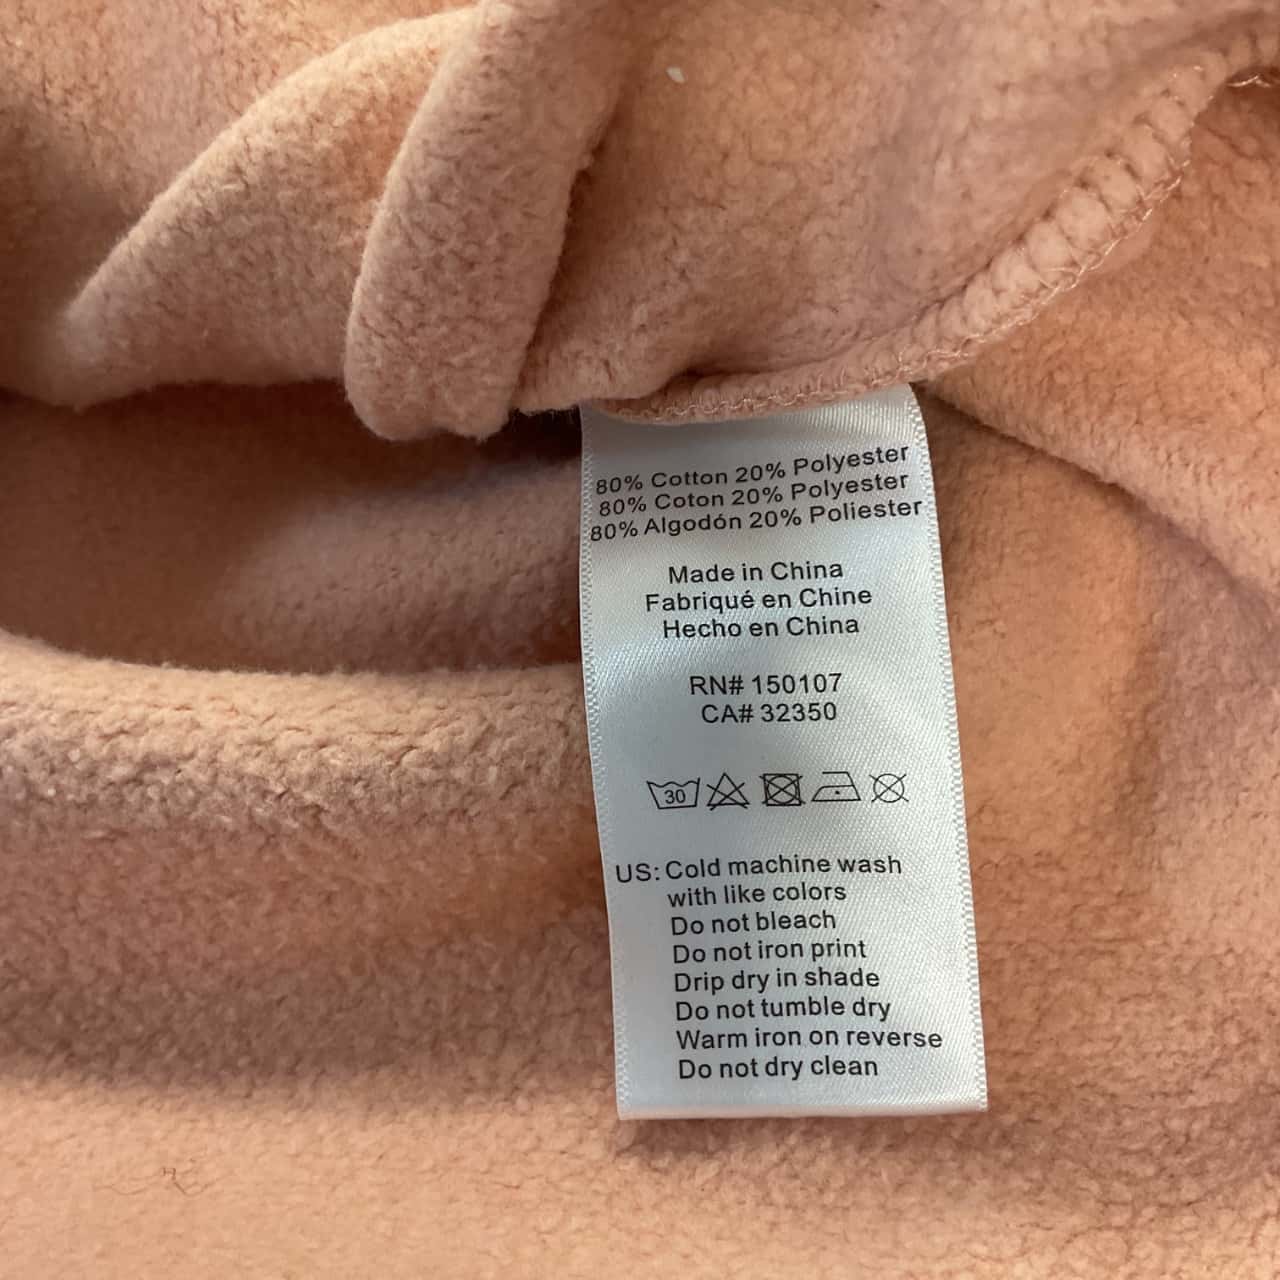 80% Cotton 20% Polyester
80% Coton 20% Polyester
80% Algodón 20% Poliester
Made in China
Fabriqué en Chine
Hecho en China
RN# 150107
CA# 32350
30
US: Cold machine wash
with like colors
Do not bleach
Do not iron print
Drip dry in shade
Do not tumble dry
Warm iron on reverse
Do not dry clean